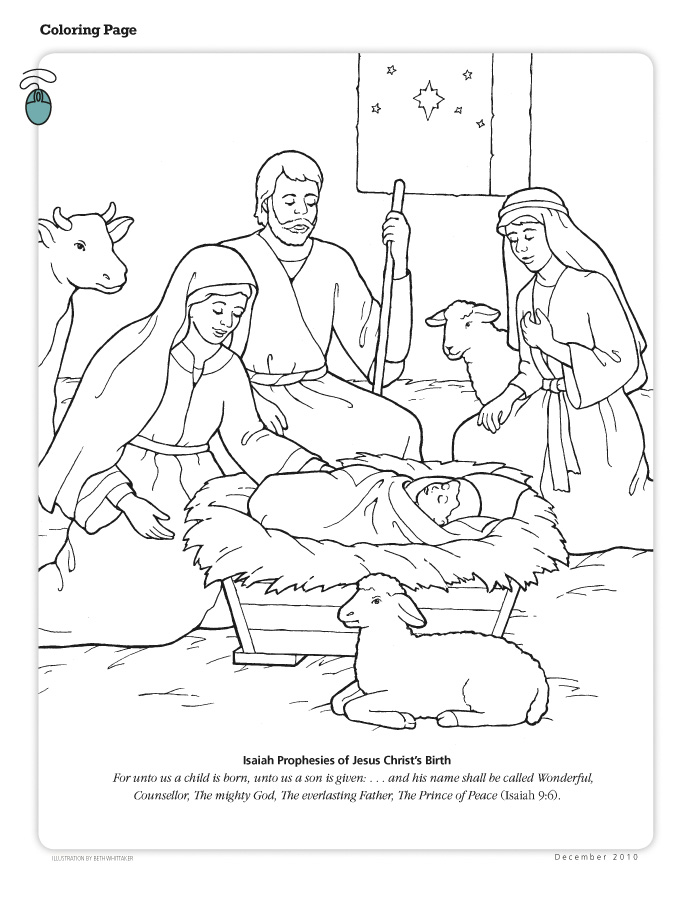 Coloring Page
Isaiah Prophesies of Jesus Christ's Birth
For unto us a child is born, unto us a son is given: . . . and his name shall be called Wonderful,
Counsellor, The mighty God, The everlasting Father, The Prince of Peace (Isaiah 9:6).
ILLUSTRATION BY BETH WHITTAKER
December 2010